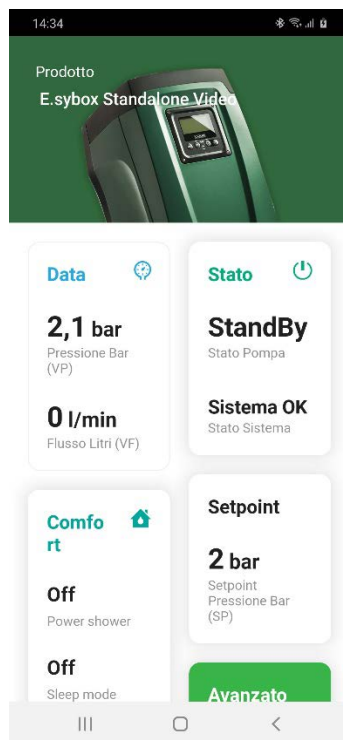 14:34
Prodotto
E.sybox Standalone Video
Data
2,1 bar
Pressione Bar
(VP)
0 l/min
Flusso Litri (VF)
Stato
StandBy
Stato Pompa
Sistema OK
Stato Sistema
Comfo
rt
Off
Power shower
Off
Sleep mode
Setpoint
2 bar
Setpoint
Pressione Bar
(SP)
Avanzato